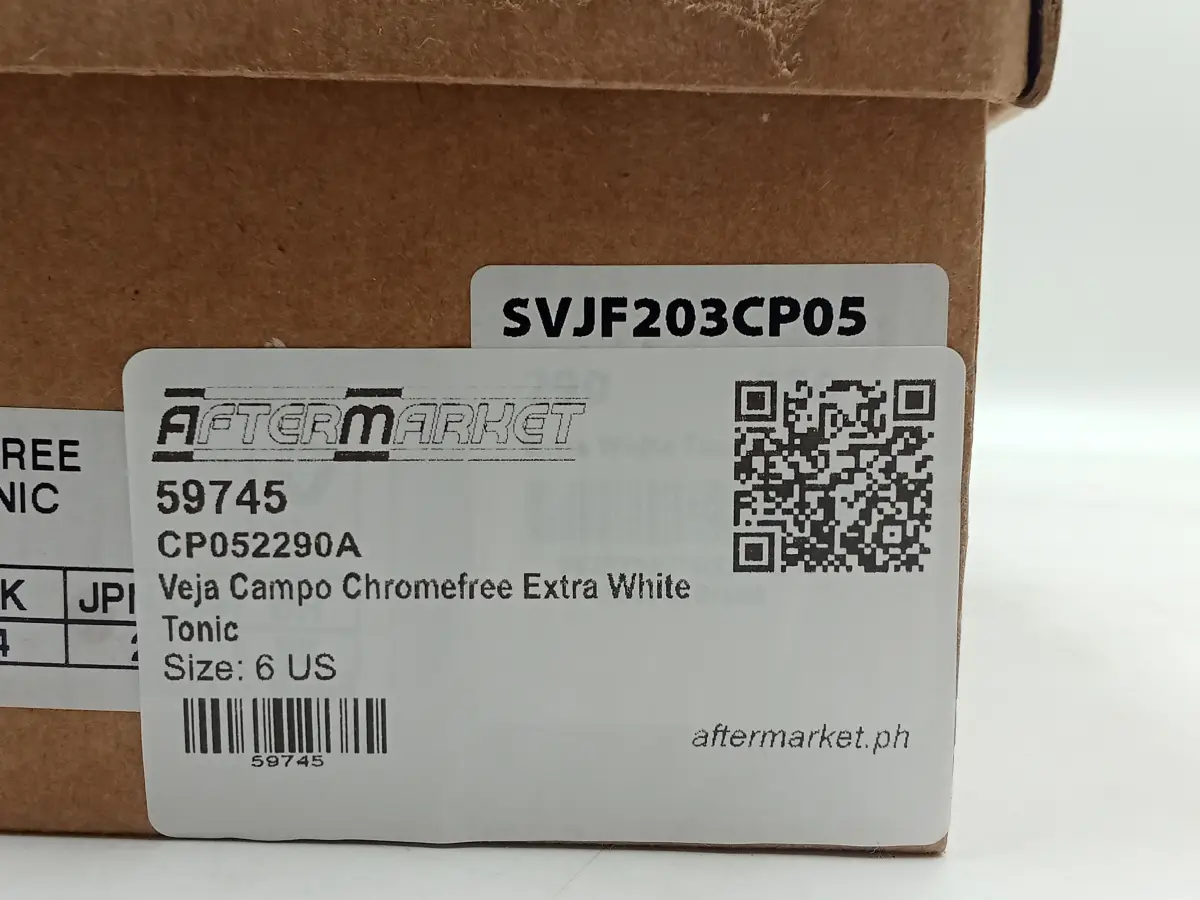 SVJF203CP05
AFTERMARKET
59745
CP052290A
Veja Campo Chromefree Extra White
Tonic
Size: 6 US
59745
aftermarket.ph
REE
NIC
K JP
4